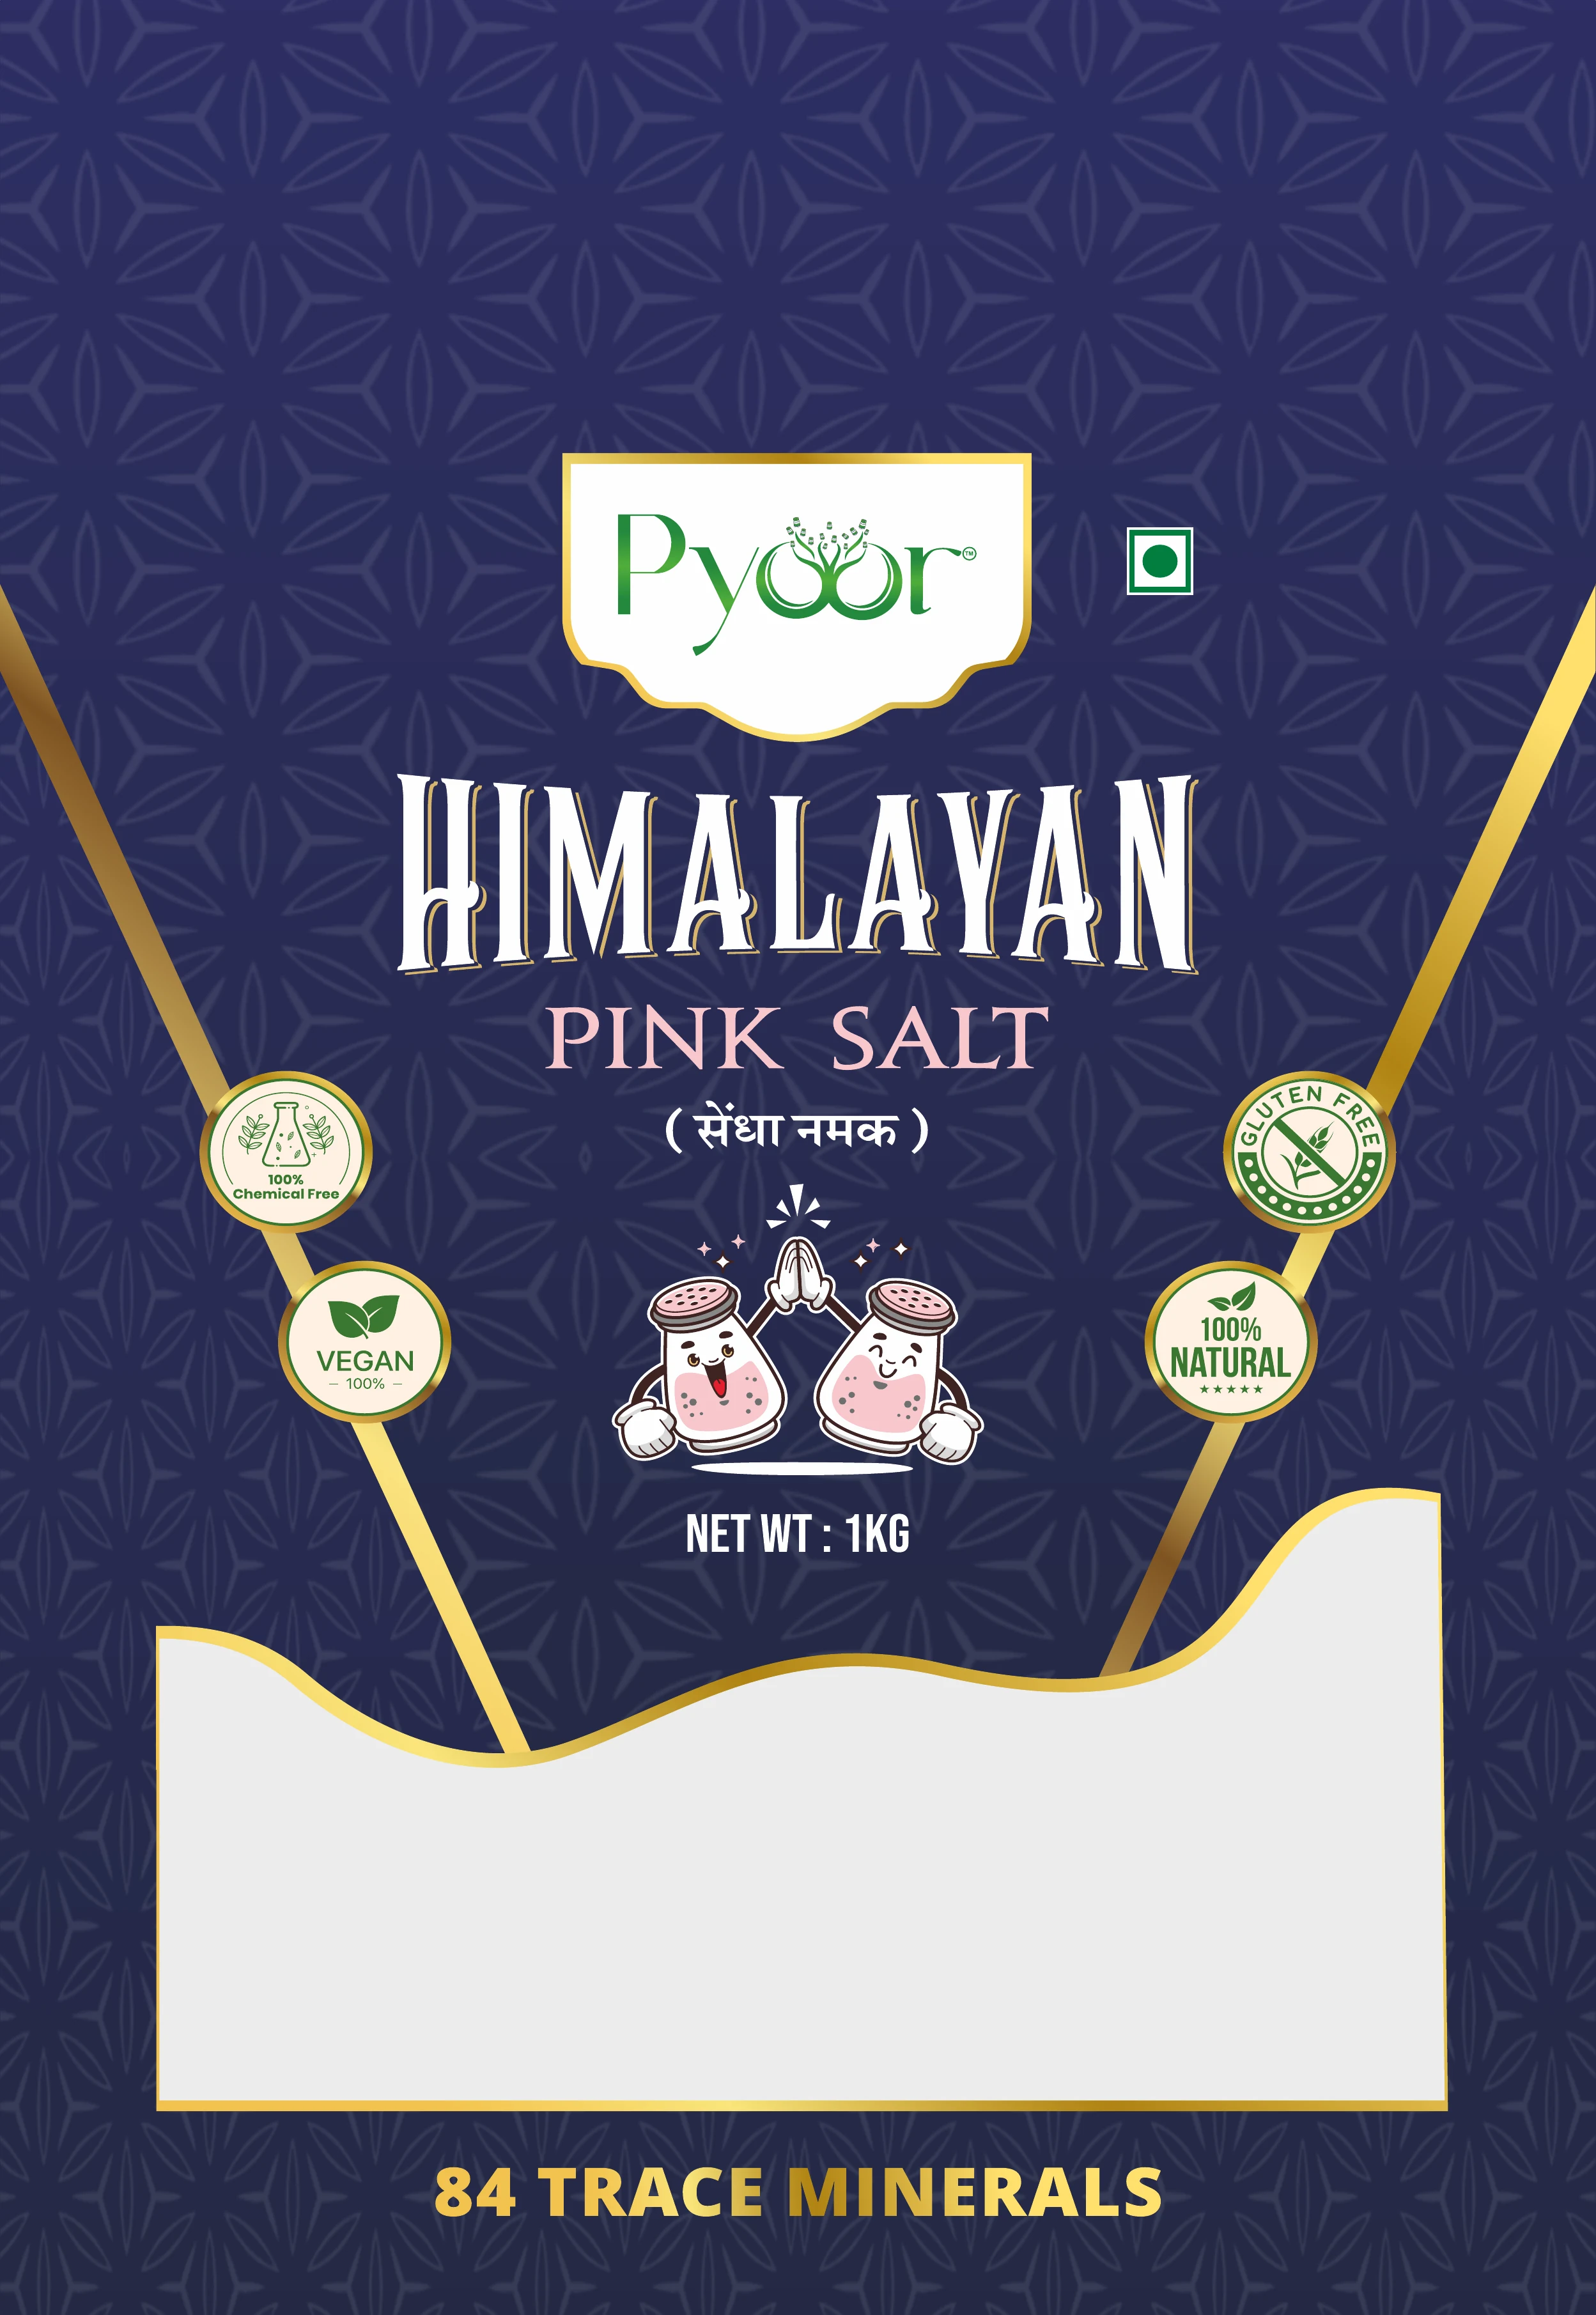 Pyoor™
HIMALAYAN
PINK SALT
( सेंधा नमक )
100%
Chemical Free
GLUTEN FREE
VEGAN
100%
100%
NATURAL
NET WT : 1KG
84 TRACE MINERALS